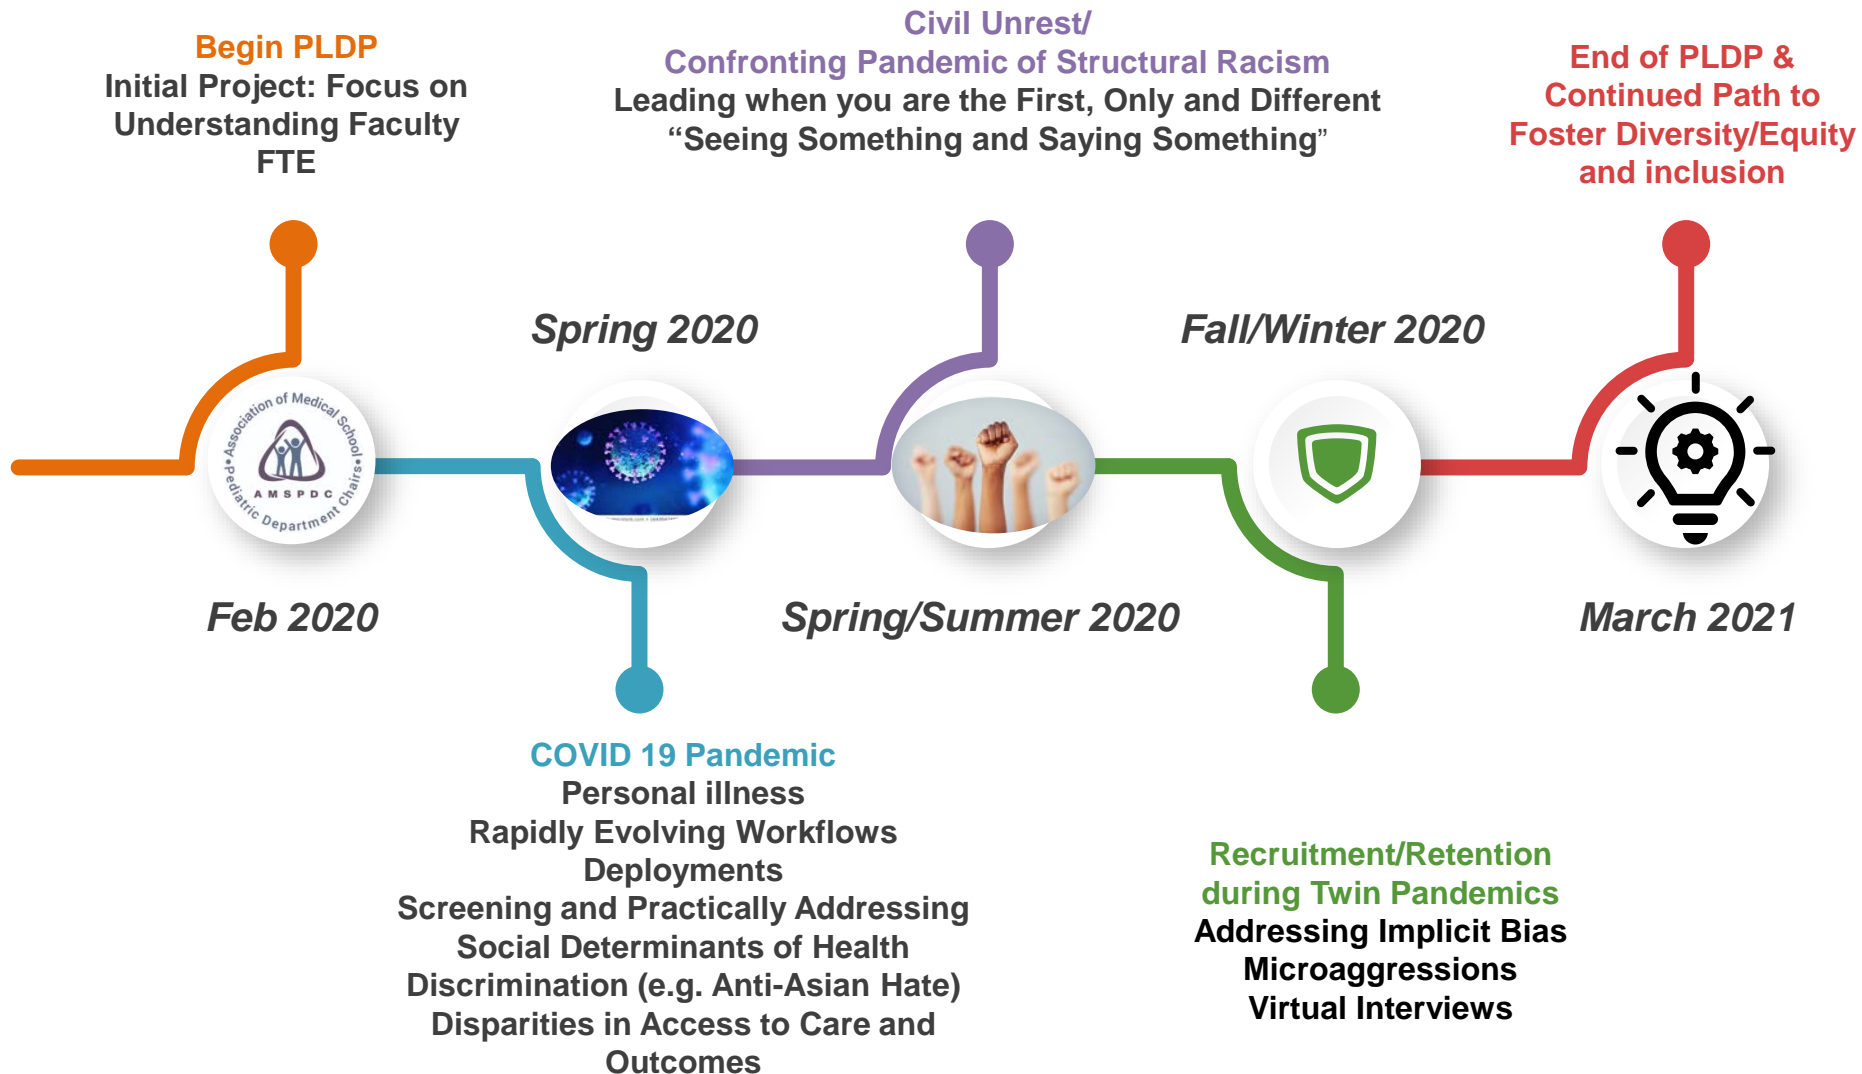 Begin PLDP
Initial Project: Focus on
Understanding Faculty
FTE
Civil Unrest/
Confronting Pandemic of Structural Racism
Leading when you are the First, Only and Different
“Seeing Something and Saying Something”
End of PLDP &
Continued Path to
Foster Diversity/Equity
and inclusion
Spring 2020
Fall/Winter 2020
Association of Medical School
Pediatric Department Chairs
AMSPDC
Feb 2020
Spring/Summer 2020
March 2021
COVID 19 Pandemic
Personal illness
Rapidly Evolving Workflows
Deployments
Screening and Practically Addressing
Social Determinants of Health
Discrimination (e.g. Anti-Asian Hate)
Disparities in Access to Care and
Outcomes
Recruitment/Retention
during Twin Pandemics
Addressing Implicit Bias
Microaggressions
Virtual Interviews